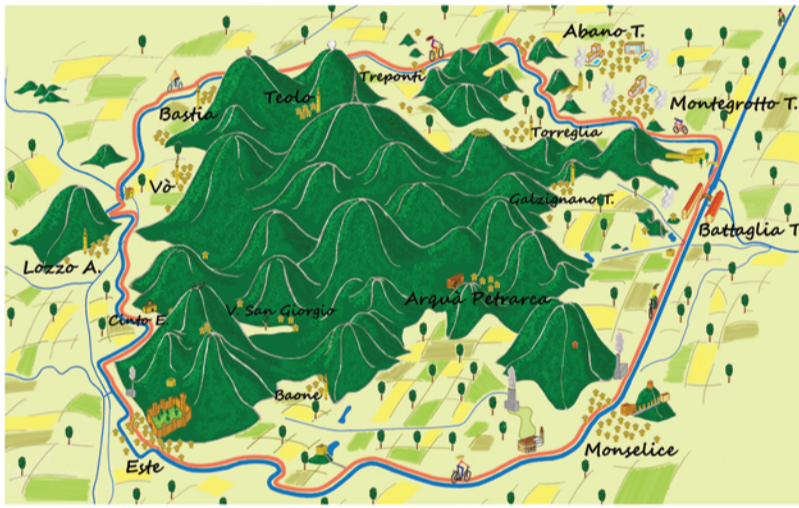 Abano T.
Treponti
Teolo
Montegrotto T.
Bastia
Torreglia
Vò
Galzignano T.
Battaglia T
Lozzo A.
Arquà Petrarca
V. San Giorgio
Cinto E.
Baone
Monselice
Este